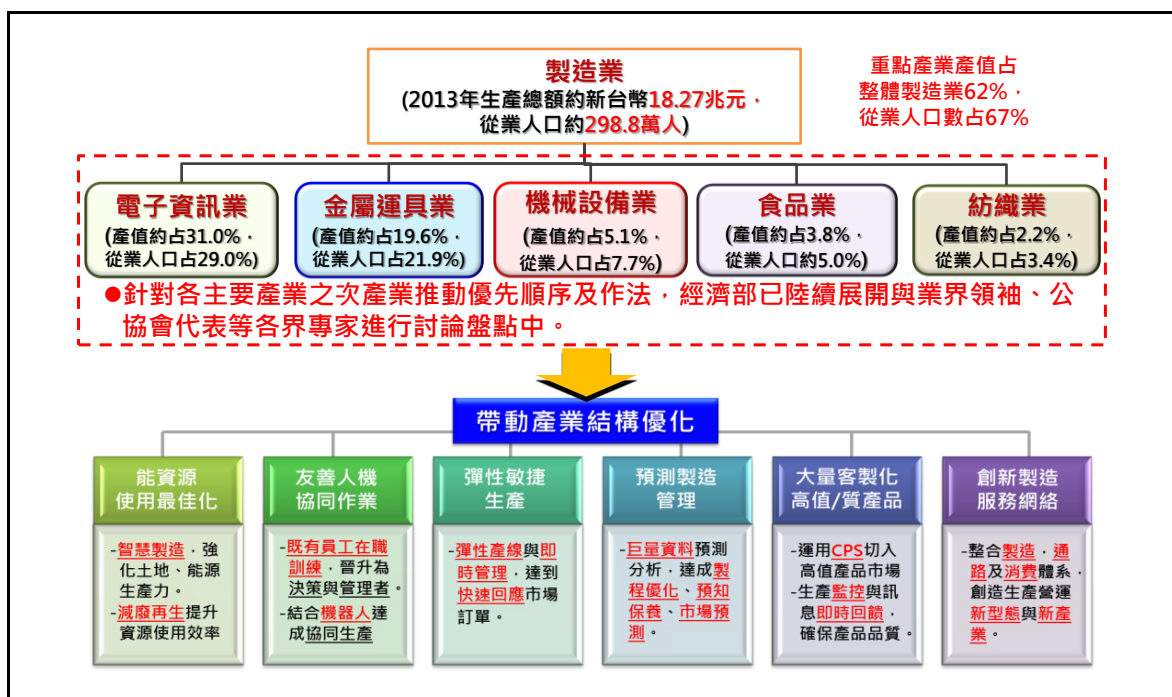 製造業
(2013年生產總額約新台幣18.27兆元，
從業人口約298.8萬人)
重點產業產值占
整體製造業62%，
從業人口數占67%
電子資訊業
(產值約占31.0%，
從業人口占29.0%)
金屬運具業
(產值約占19.6%，
從業人口占21.9%)
機械設備業
(產值約占5.1%，
從業人口占7.7%)
食品業
(產值約占3.8%，
從業人口約5.0%)
紡織業
(產值約占2.2%，
從業人口占3.4%)
●針對各主要產業之次產業推動優先順序及作法，經濟部已陸續展開與業界領袖、公
協會代表等各界專家進行討論盤點中。
帶動產業結構優化
能資源
使用最佳化
-智慧製造，強
化土地、能源
生產力。
-減廢再生提升
資源使用效率
友善人機
協同作業
-既有員工在職
訓練，晉升為
決策與管理者。
-結合機器人達
成協同生產
彈性敏捷
生產
-彈性產線與即
時管理，達到
快速回應市場
訂單。
預測製造
管理
-巨量資料預測
分析，達成製
程優化、預知
保養、市場預
測。
大量客製化
高值/質產品
-運用CPS切入
高值產品市場
-生產監控與訊
息即時回饋，
確保產品品質。
創新製造
服務網絡
-整合製造，通
路及消費體系，
創造生產營運
新型態與新產
業。